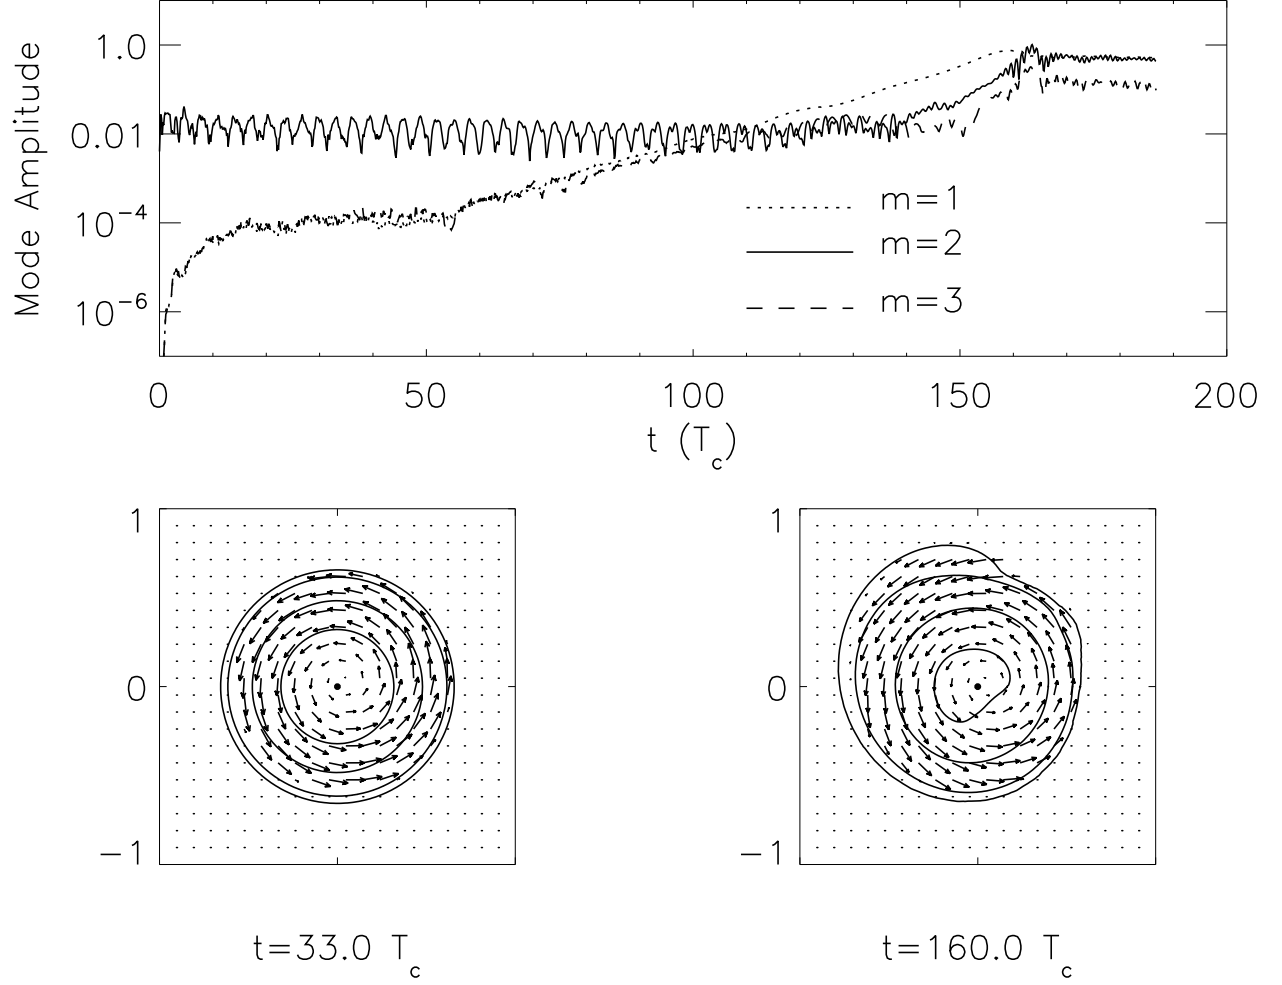 Mode Amplitude
1.0
0.01
10⁻⁴
10⁻⁶
m=1
m=2
m=3
0 50 100 150 200
t (T_c)
1
0
−1
1
0
−1
t=33.0 T_c
t=160.0 T_c